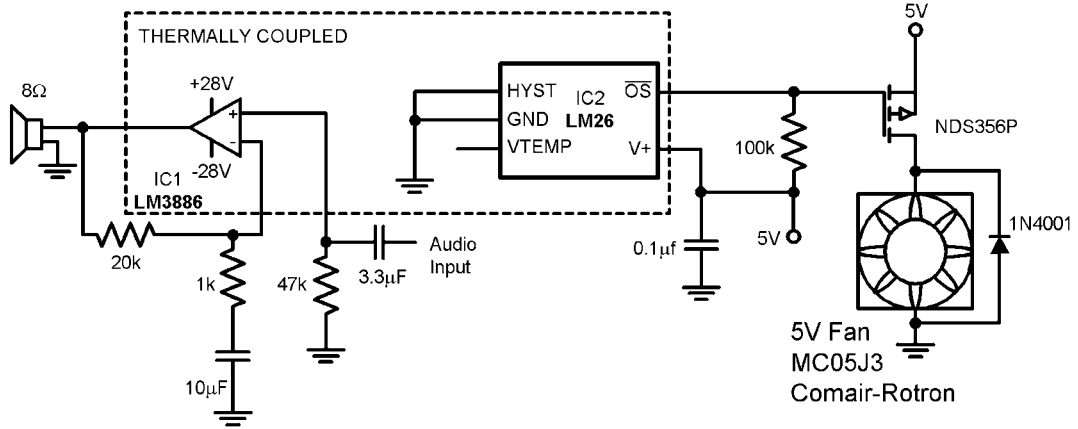 THERMALLY COUPLED
5V
8Ω
+28V
+
-
-28V
IC1
LM3886
HYST
GND
VTEMP
IC2
LM26
O̅S̅
V+
100k
NDS356P
20k
1k
47k
3.3µF
Audio
Input
0.1µf
5V
1N4001
10µF
5V Fan
MC05J3
Comair-Rotron